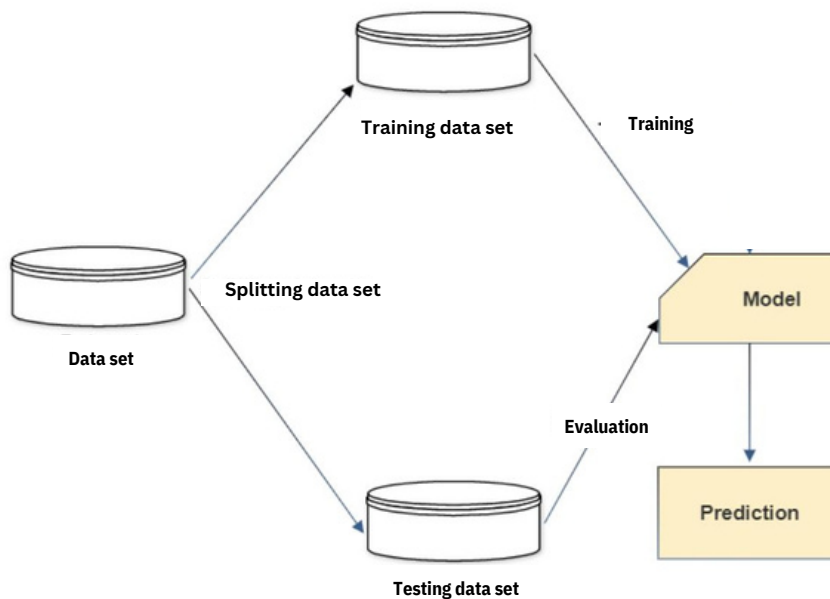 Training data set
Training
Splitting data set
Model
Data set
Evaluation
Prediction
Testing data set